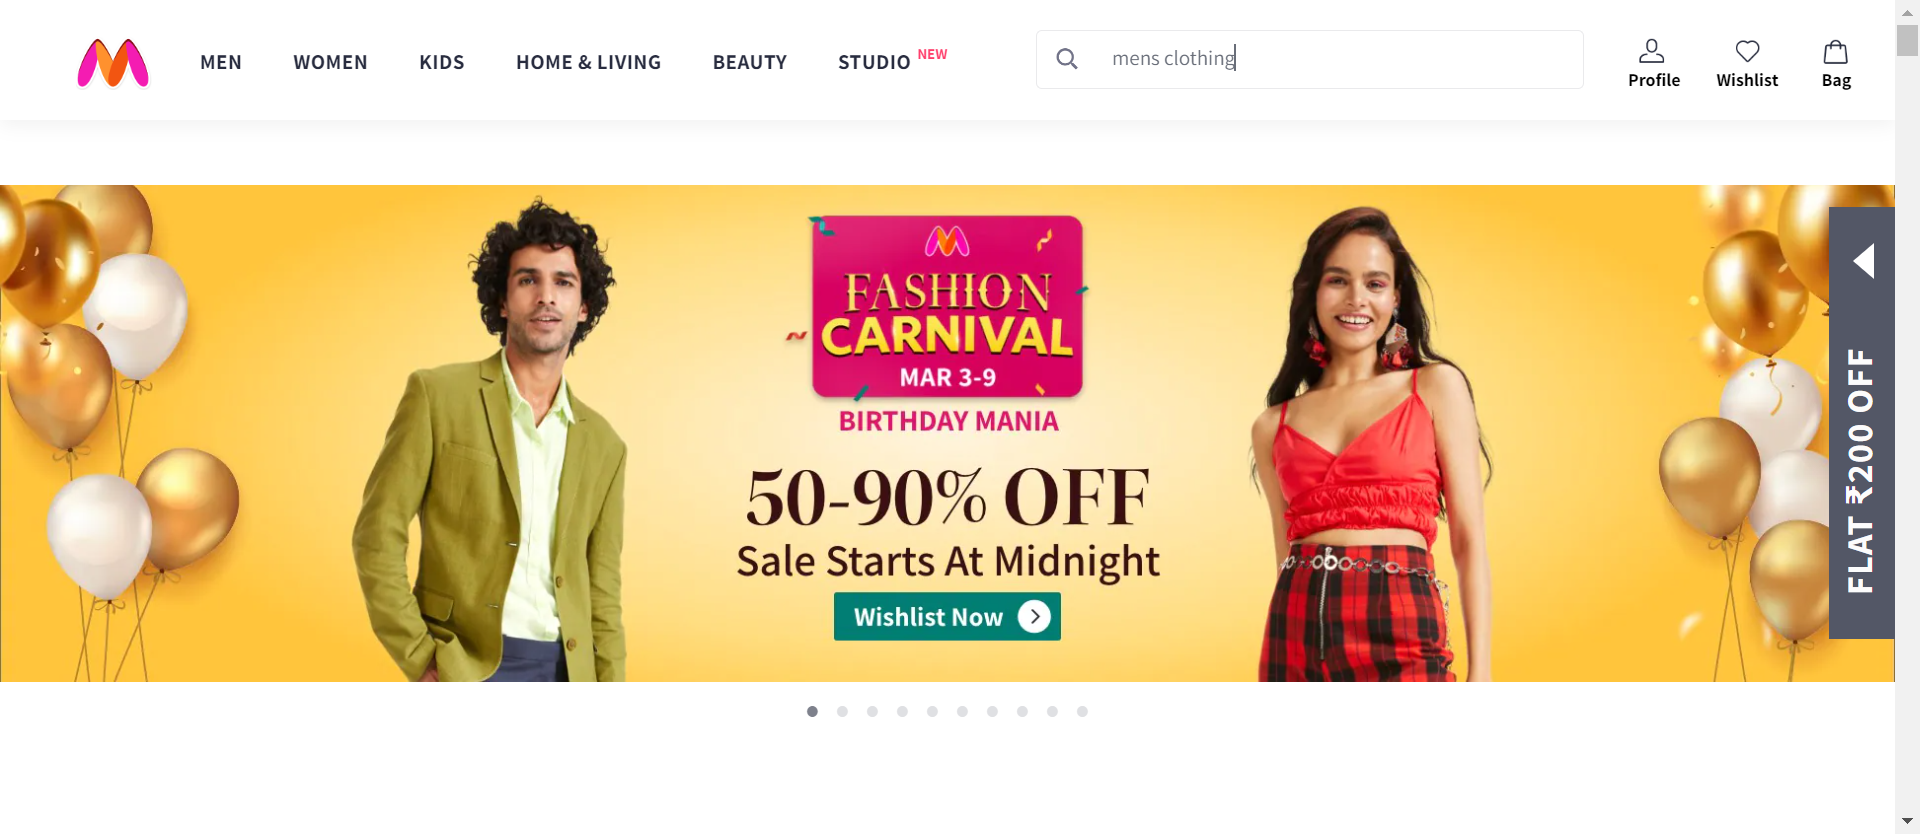 MEN WOMEN KIDS HOME & LIVING BEAUTY STUDIO NEW
mens clothing
Profile Wishlist Bag
FASHION
CARNIVAL
MAR 3-9
BIRTHDAY MANIA
50-90% OFF
Sale Starts At Midnight
Wishlist Now
FLAT ₹200 OFF